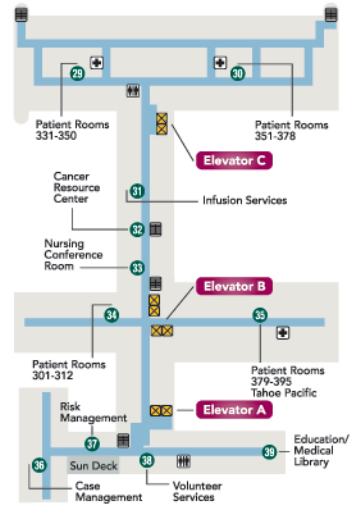 29
30
Patient Rooms
331-350
Patient Rooms
351-378
Elevator C
Cancer
Resource
Center
31
Infusion Services
32
Nursing
Conference
Room
33
Elevator B
34
35
Patient Rooms
301-312
Patient Rooms
379-395
Tahoe Pacific
Risk
Management
Elevator A
37
Education/
Medical
Library
36
Sun Deck
38
39
Case
Management
Volunteer
Services